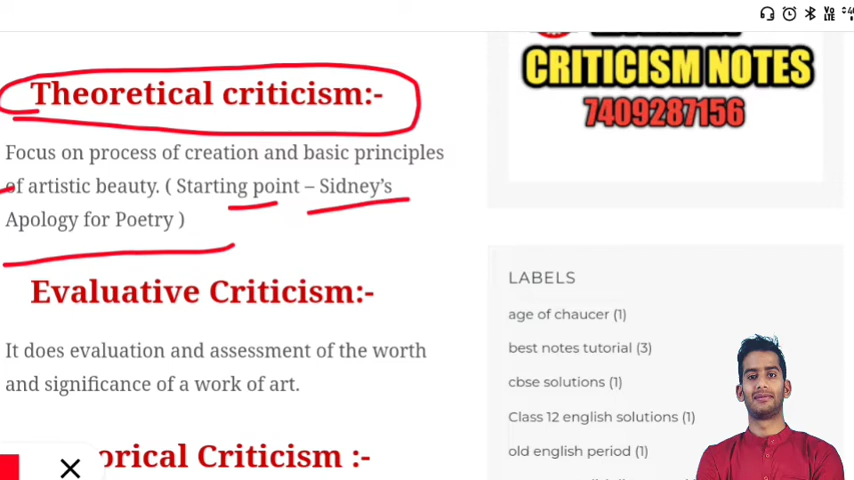 Theoretical criticism:-
Focus on process of creation and basic principles
of artistic beauty. ( Starting point – Sidney's
Apology for Poetry )
Evaluative Criticism:-
It does evaluation and assessment of the worth
and significance of a work of art.
orical Criticism :-
CRITICISM NOTES
7409287156
LABELS
age of chaucer (1)
best notes tutorial (3)
cbse solutions (1)
Class 12 english solutions (1)
old english period (1)